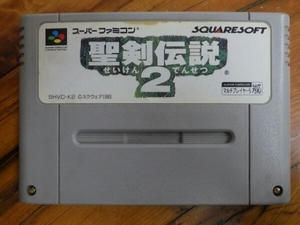 スーパーファミコン
SQUARESOFT
聖剣伝説
せいけん でんせつ
2
SHVC-K2 ©スクウェア1993
マルチプレイヤー5